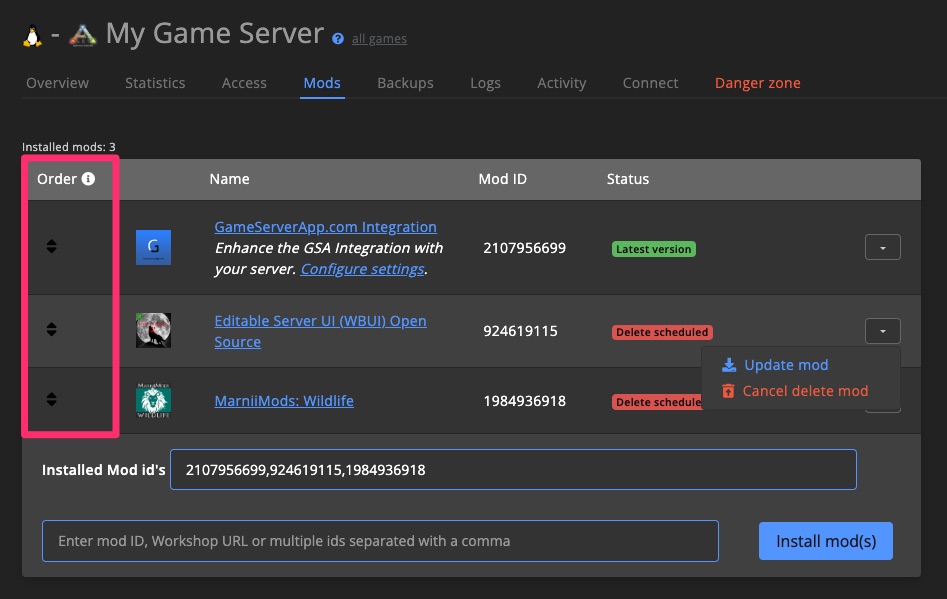 - My Game Server ? all games
Overview Statistics Access Mods Backups Logs Activity Connect Danger zone
Installed mods: 3
Order i Name Mod ID Status
G
GameServerApp.com Integration
Enhance the GSA Integration with
your server. Configure settings.
2107956699 Latest version
Editable Server UI (WBUI) Open
Source
924619115 Delete scheduled
Update mod
Cancel delete mod
MARNIIMODS
WILDLIFE
MarniiMods: Wildlife 1984936918 Delete schedule
Installed Mod id's 2107956699,924619115,1984936918
Enter mod ID, Workshop URL or multiple ids separated with a comma Install mod(s)